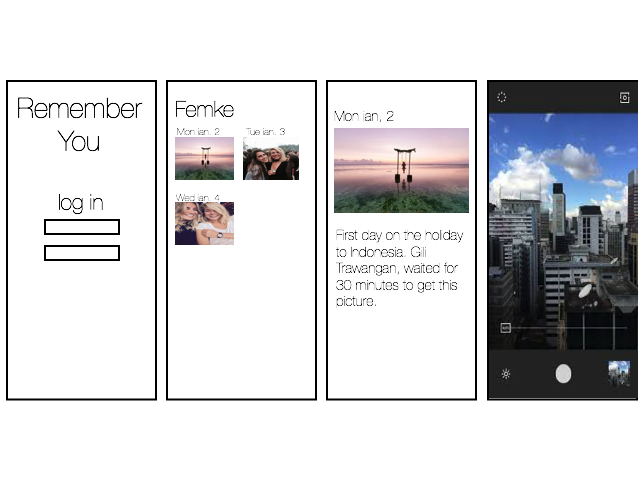 Remember
You
log in
Femke
Mon jan, 2
Tue jan, 3
Wed jan, 4
Mon jan, 2
First day on the holiday
to Indonesia. Gili
Trawangan, waited for
30 minutes to get this
picture.